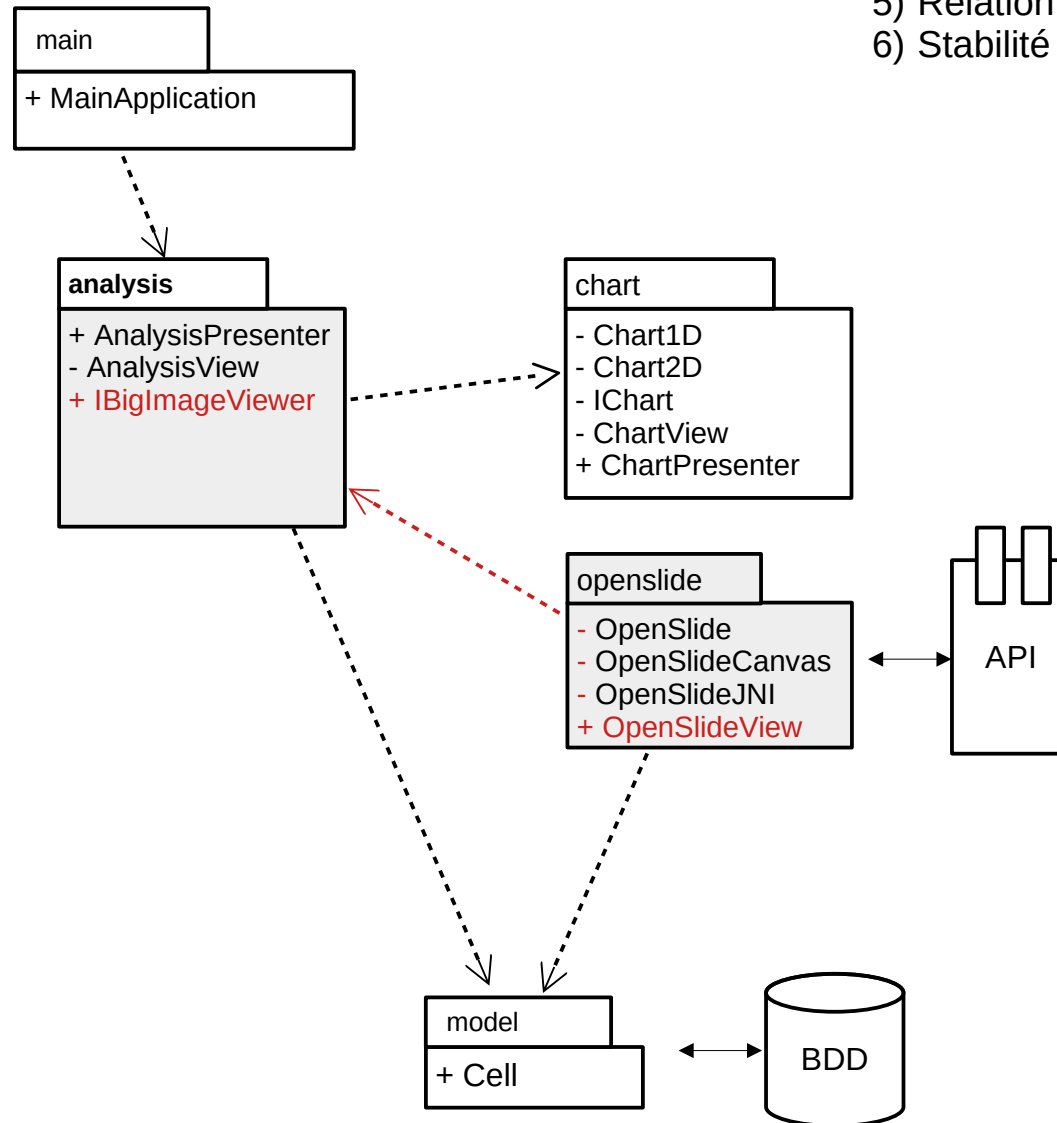 5) Relation
6) Stabilité
main
+ MainApplication
analysis
+ AnalysisPresenter
- AnalysisView
+ IBigImageViewer
chart
- Chart1D
- Chart2D
- IChart
- ChartView
+ ChartPresenter
openslide
- OpenSlide
- OpenSlideCanvas
- OpenSlideJNI
+ OpenSlideView
API
model
+ Cell
BDD